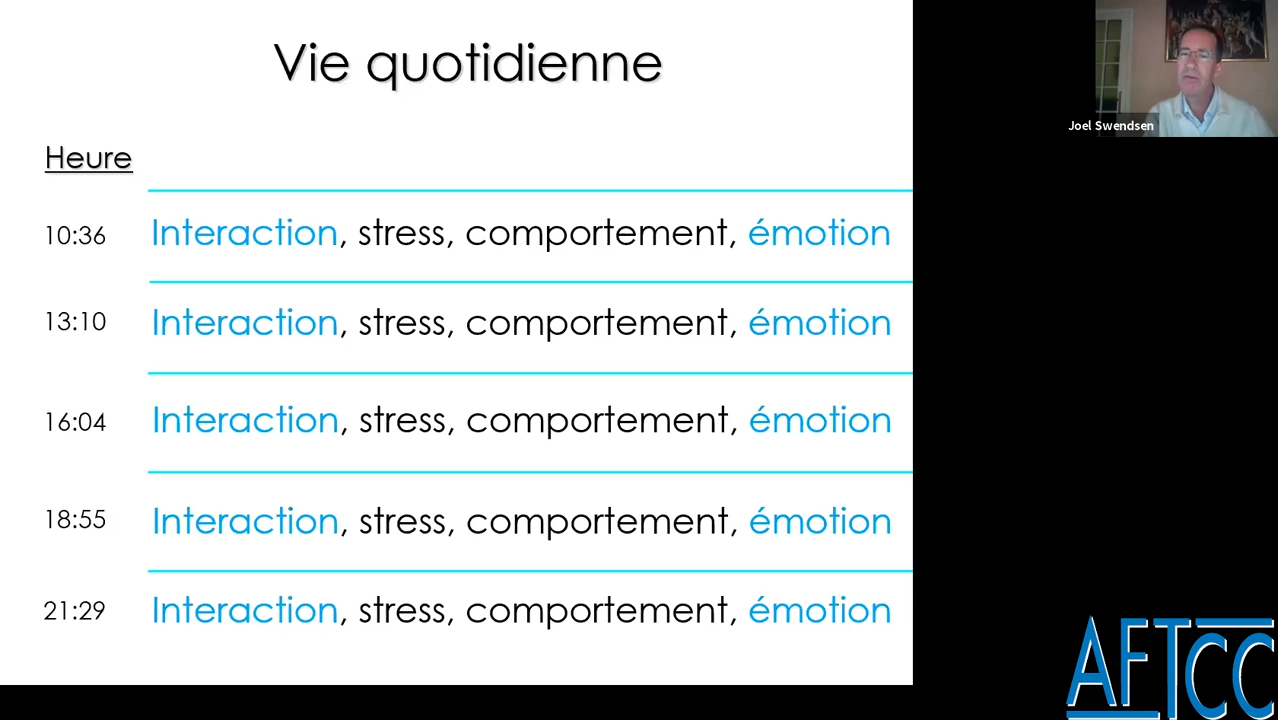 Vie quotidienne
Joel Swendsen
Heure
10:36 Interaction, stress, comportement, émotion
13:10 Interaction, stress, comportement, émotion
16:04 Interaction, stress, comportement, émotion
18:55 Interaction, stress, comportement, émotion
21:29 Interaction, stress, comportement, émotion
AFTCC